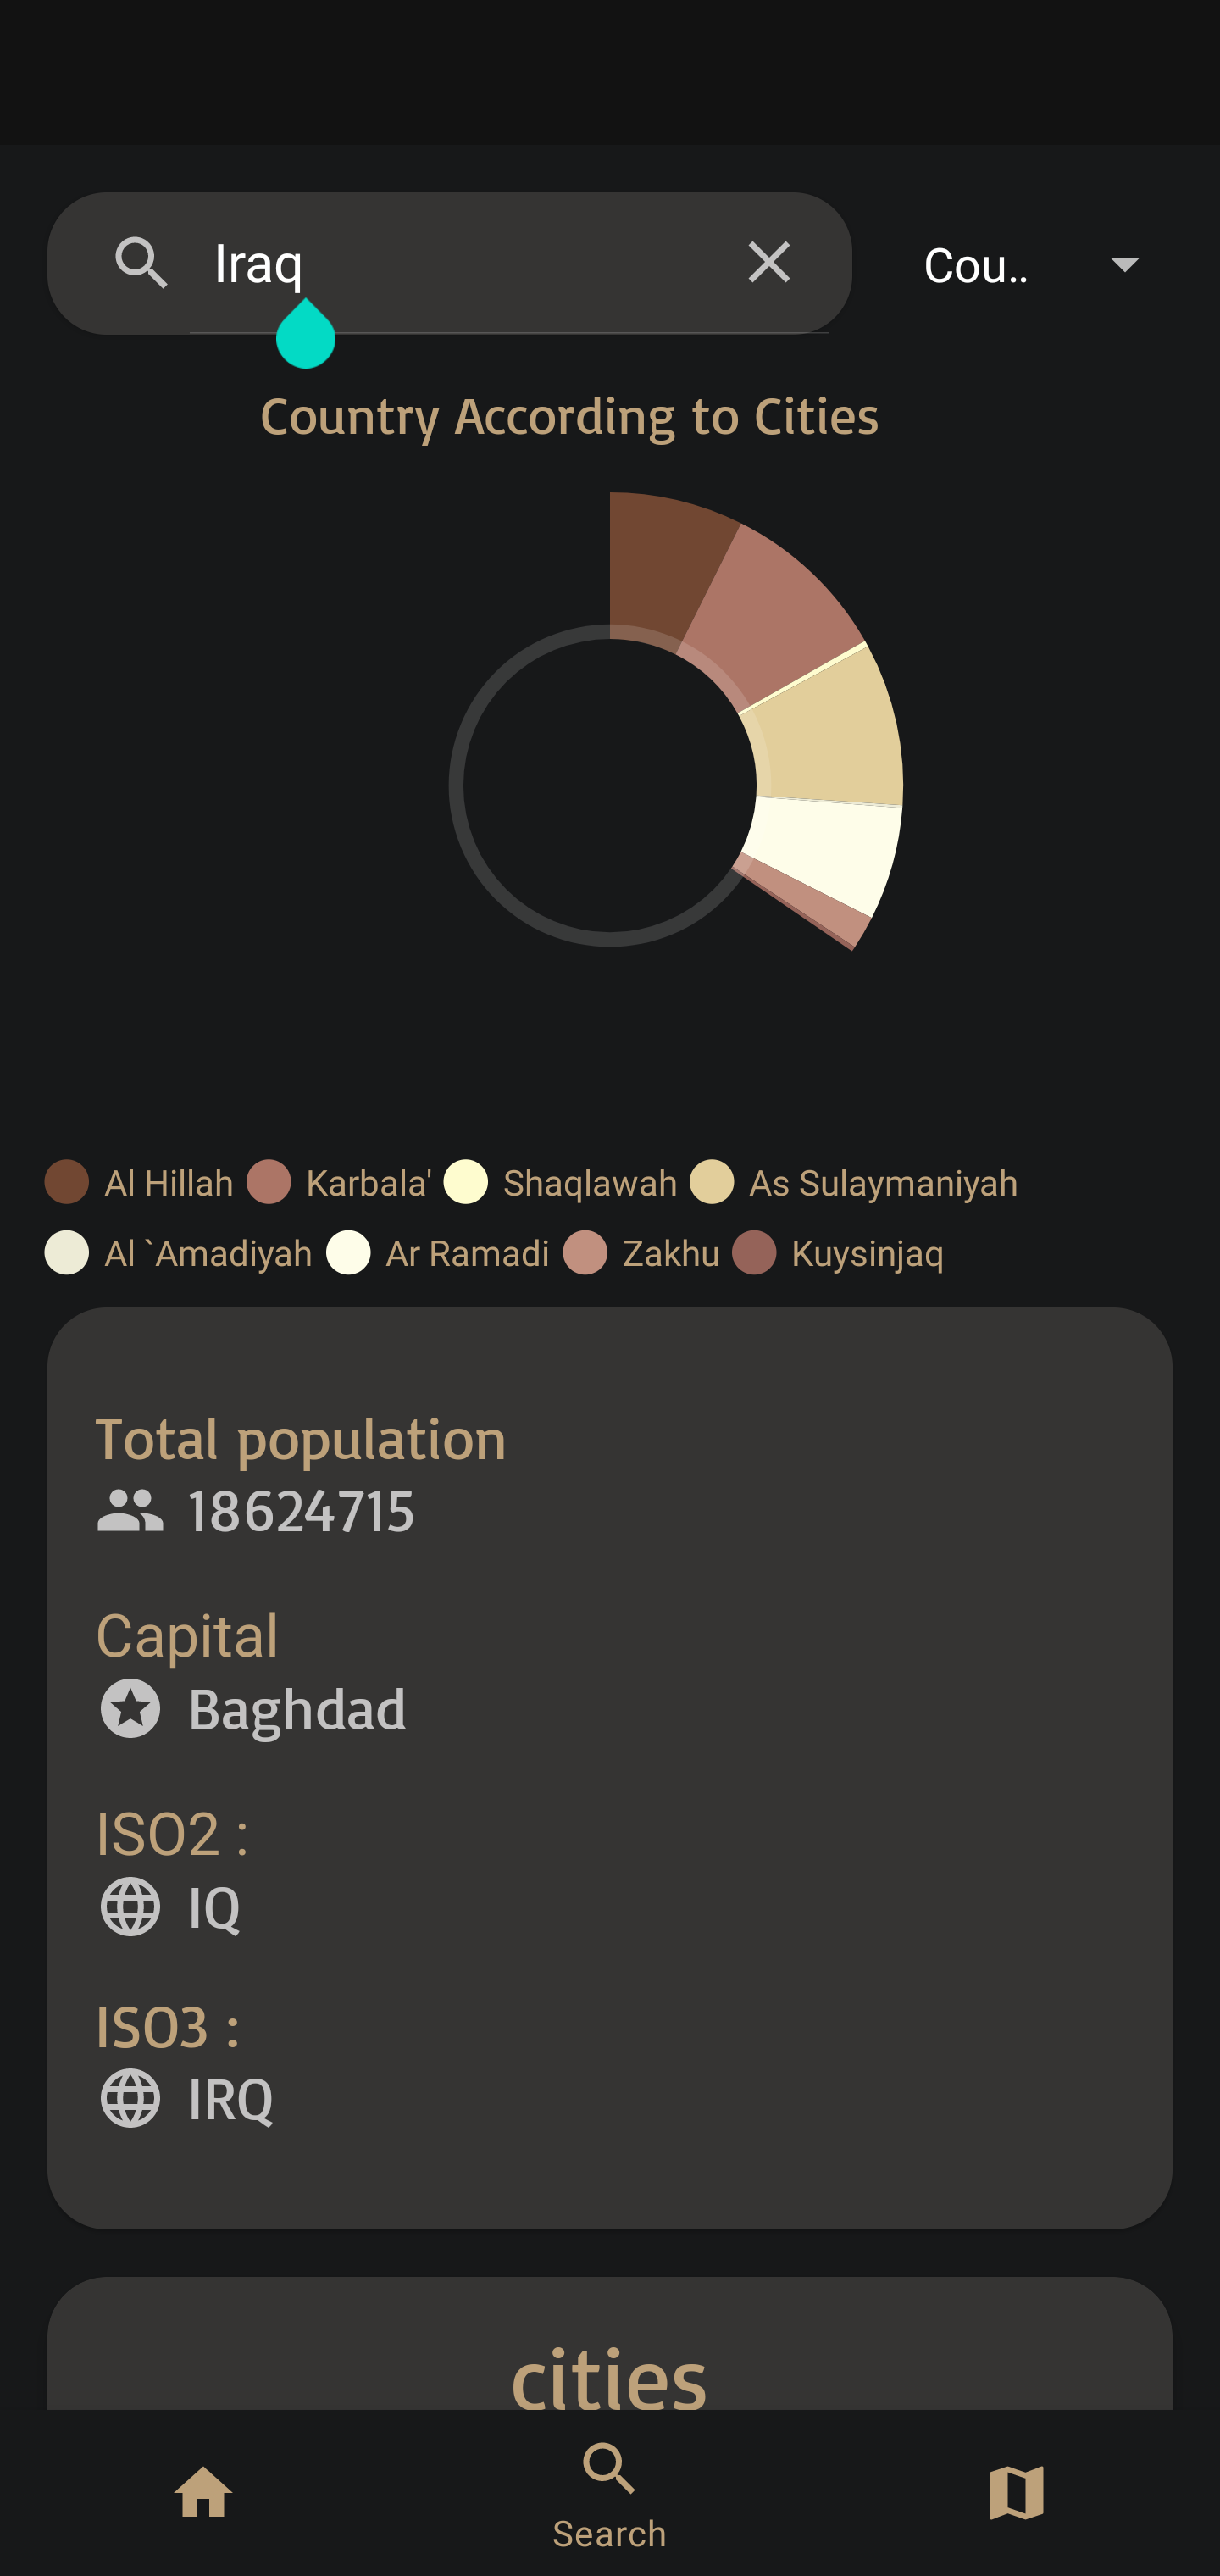 Iraq
Cou..
Country According to Cities
Al Hillah Karbala' Shaqlawah As Sulaymaniyah
Al `Amadiyah Ar Ramadi Zakhu Kuysinjaq
Total population
18624715
Capital
Baghdad
ISO2 :
IQ
ISO3 :
IRQ
cities
Search